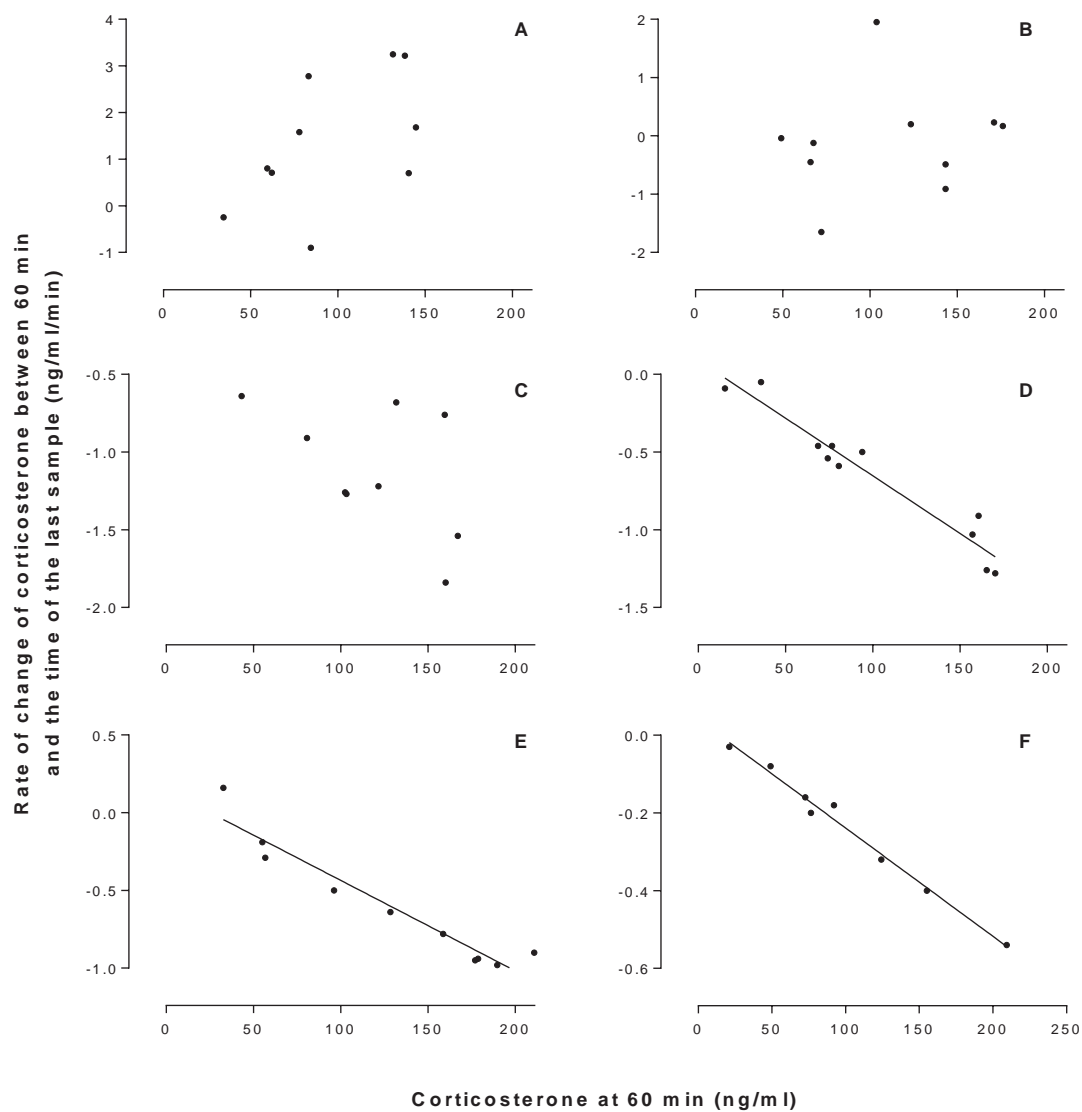 Rate of change of corticosterone between 60 min
and the time of the last sample (ng/ml/min)
A
4
3
2
1
0
-1
0 50 100 150 200
B
2
1
0
-1
-2
0 50 100 150 200
C
-0.5
-1.0
-1.5
-2.0
0 50 100 150 200
D
0.0
-0.5
-1.0
-1.5
0 50 100 150 200
E
0.5
0.0
-0.5
-1.0
0 50 100 150 200
F
0.0
-0.2
-0.4
-0.6
0 50 100 150 200 250
Corticosterone at 60 min (ng/ml)